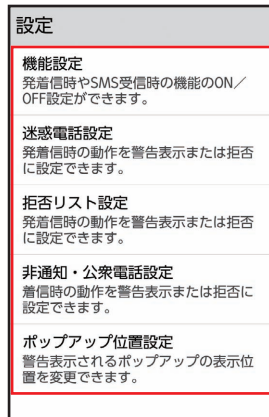 設定
機能設定
発着信時やSMS受信時の機能のON／
OFF設定ができます。
迷惑電話設定
発着信時の動作を警告表示または拒否
に設定できます。
拒否リスト設定
発着信時の動作を警告表示または拒否
に設定できます。
非通知・公衆電話設定
着信時の動作を警告表示または拒否に
設定できます。
ポップアップ位置設定
警告表示されるポップアップの表示位
置を変更できます。